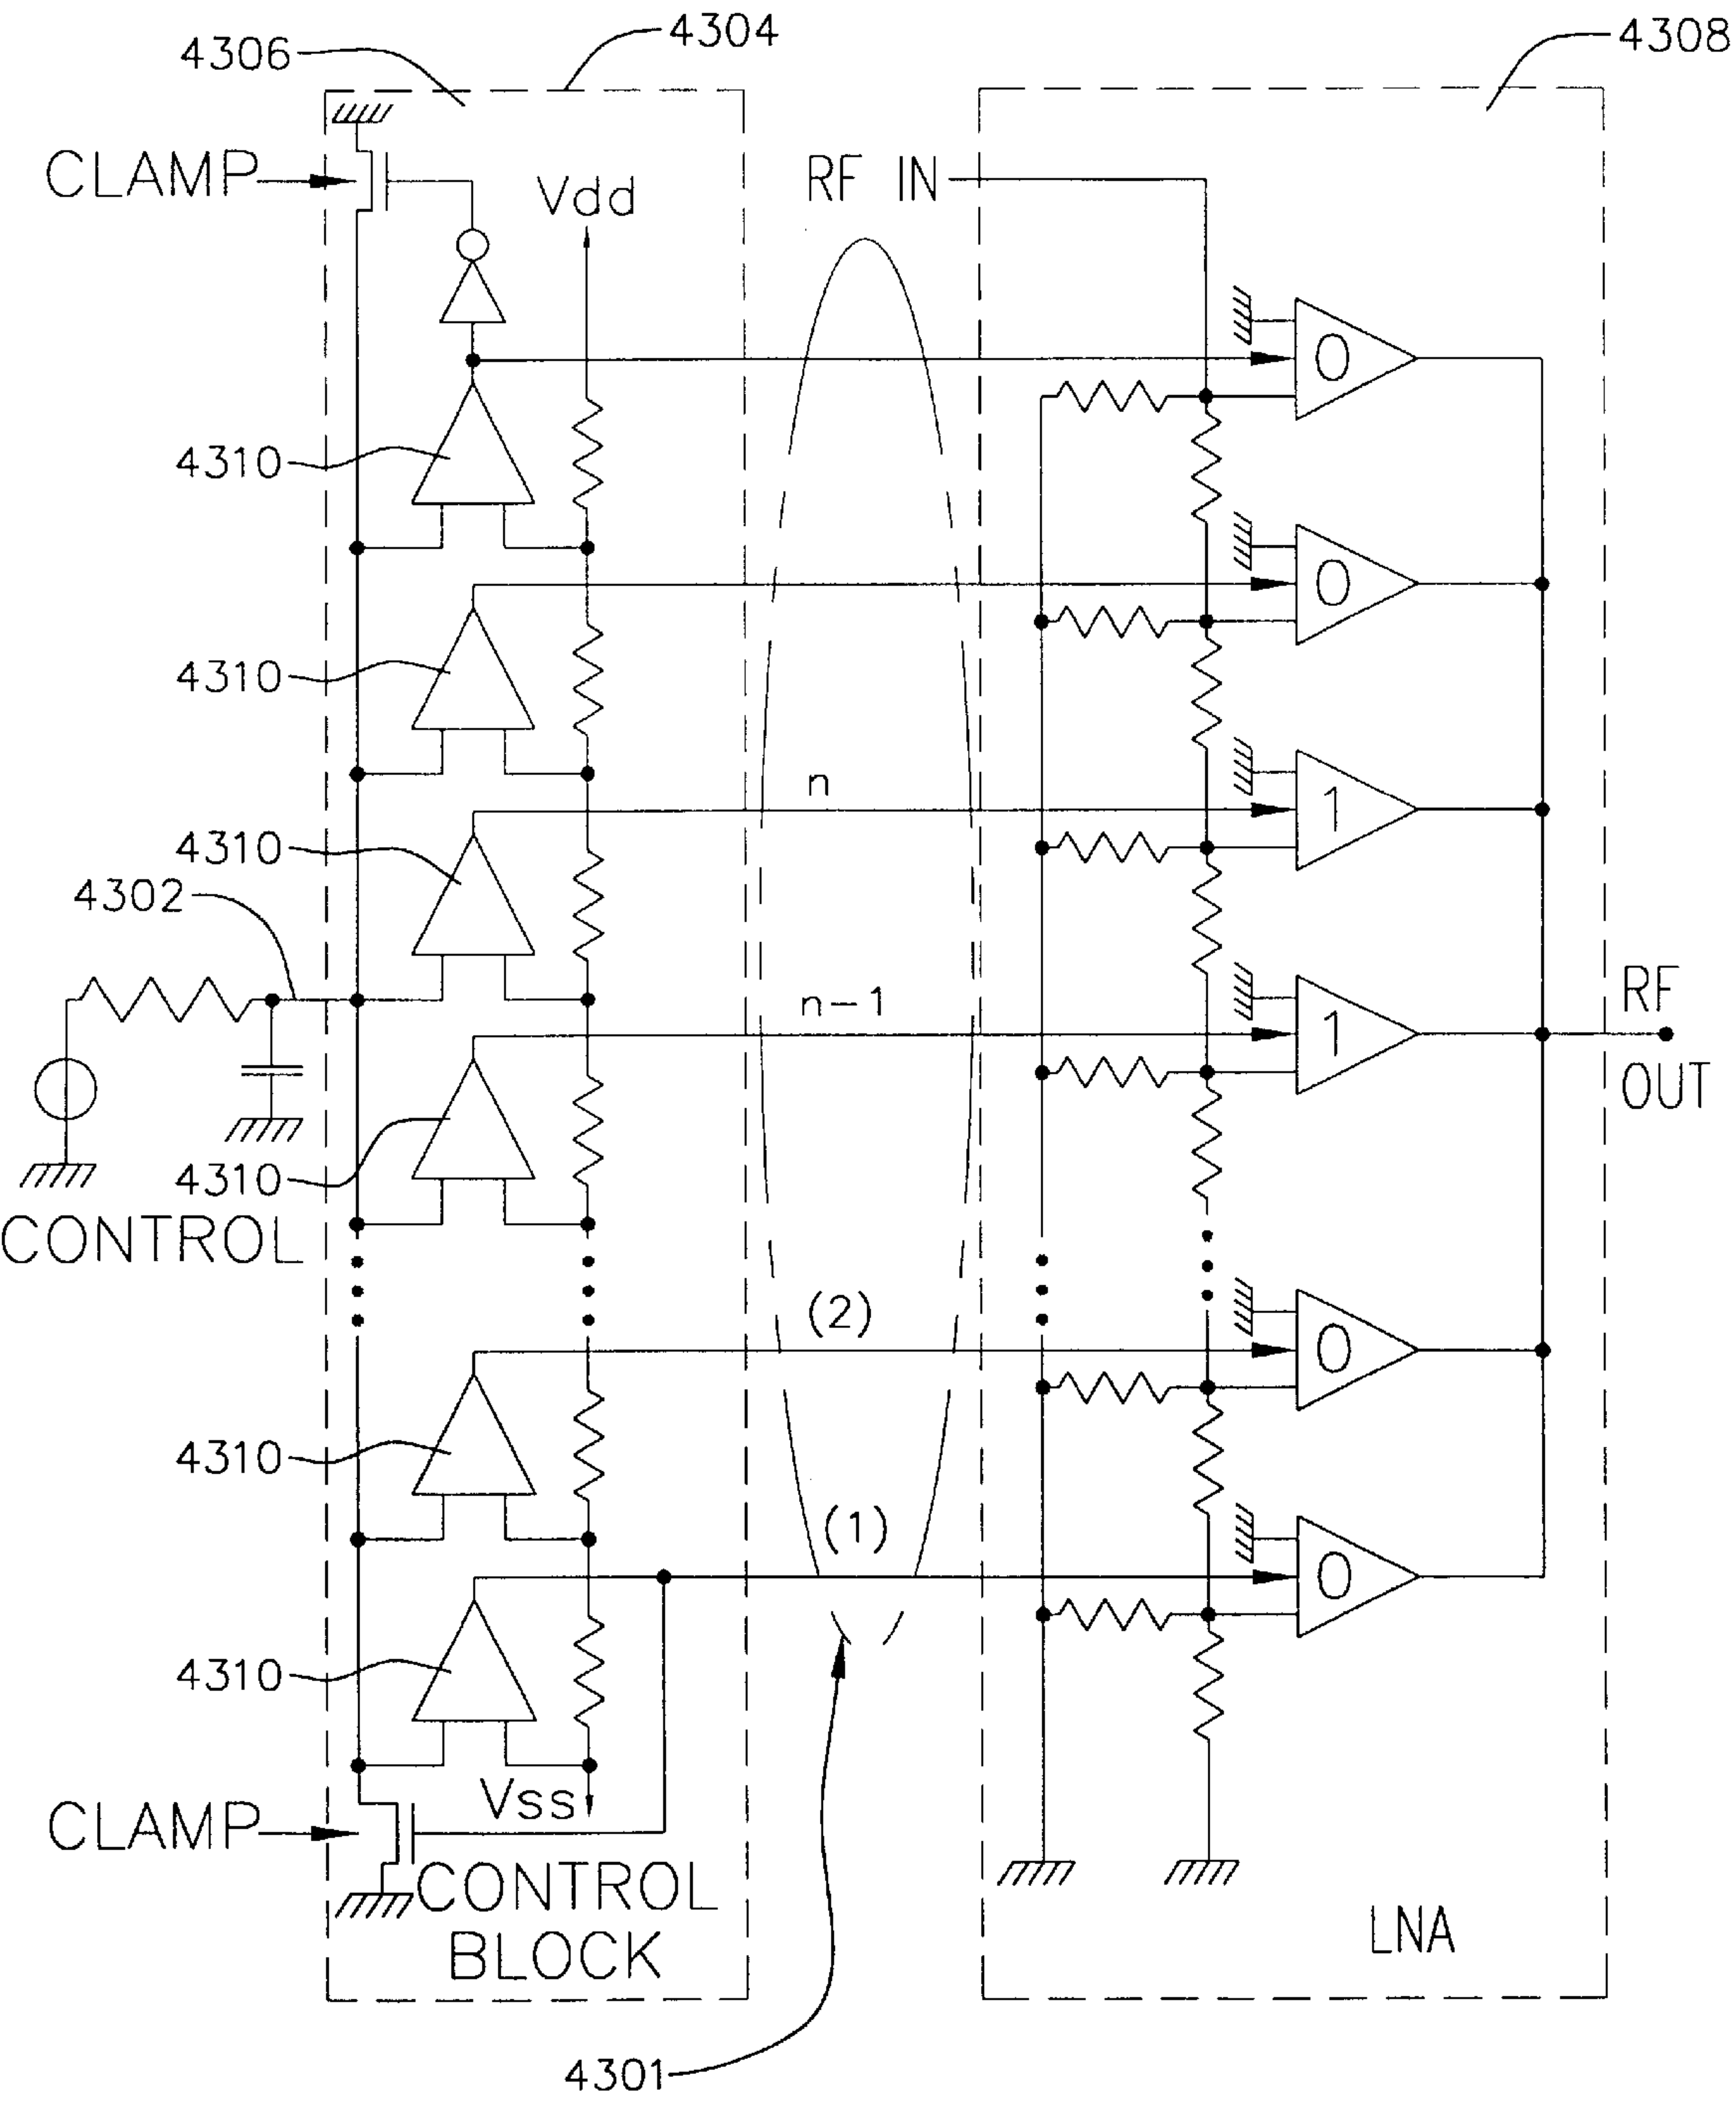 4306
4304
4308
CLAMP
Vdd
RF IN
0
4310
0
4310
n
1
4310
4302
n-1
1
RF
OUT
4310
CONTROL
(2)
0
4310
(1)
0
4310
Vss
CLAMP
CONTROL
BLOCK
LNA
4301